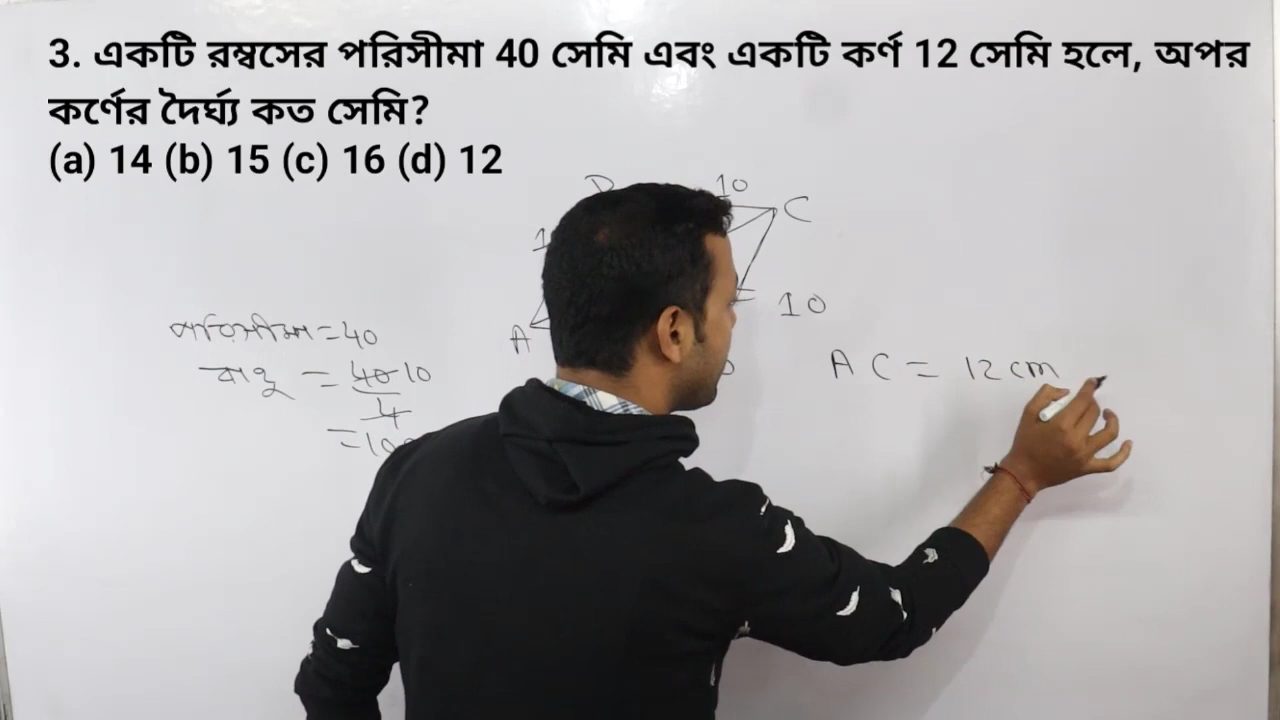 3. একটি রম্বসের পরিসীমা 40 সেমি এবং একটি কর্ণ 12 সেমি হলে, অপর
কর্ণের দৈর্ঘ্য কত সেমি?
(a) 14 (b) 15 (c) 16 (d) 12
10
C
10
A
পরিসীমা = 40
AC = 12 cm
বাহু = 40 10
4